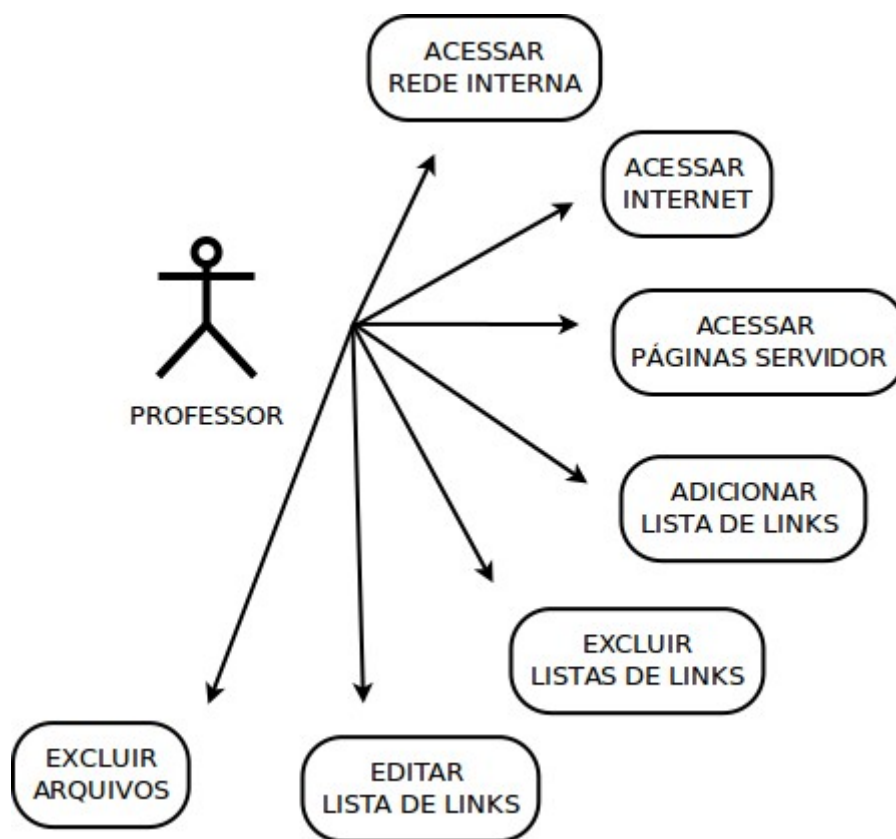 ACESSAR
REDE INTERNA
ACESSAR
INTERNET
ACESSAR
PÁGINAS SERVIDOR
PROFESSOR
ADICIONAR
LISTA DE LINKS
EXCLUIR
LISTAS DE LINKS
EXCLUIR
ARQUIVOS
EDITAR
LISTA DE LINKS